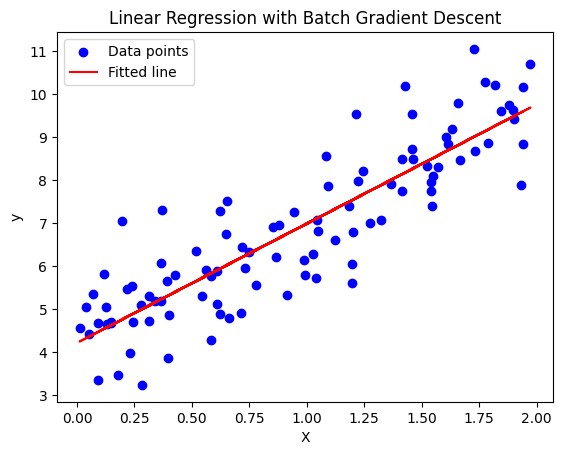 Linear Regression with Batch Gradient Descent
Data points
Fitted line
11
10
9
8
7
6
5
4
3
y
0.00 0.25 0.50 0.75 1.00 1.25 1.50 1.75 2.00
X